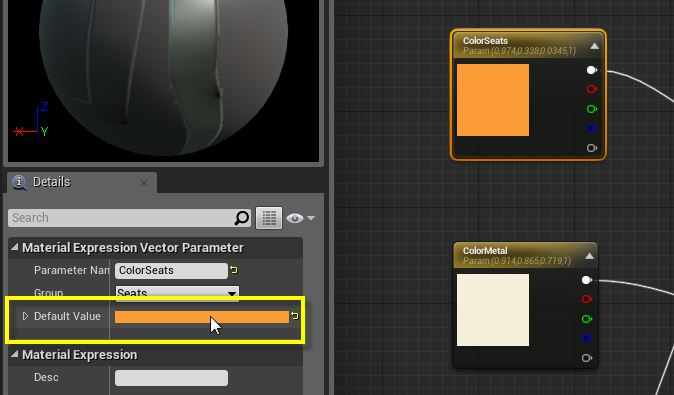 Z
X
Y
Details
Search
Material Expression Vector Parameter
Parameter Nan
ColorSeats
Group
Seats
Default Value
Material Expression
Desc
ColorSeats
Param (0.974,0.338,0.0345,1)
ColorMetal
Param (0.914,0.865,0.719,1)